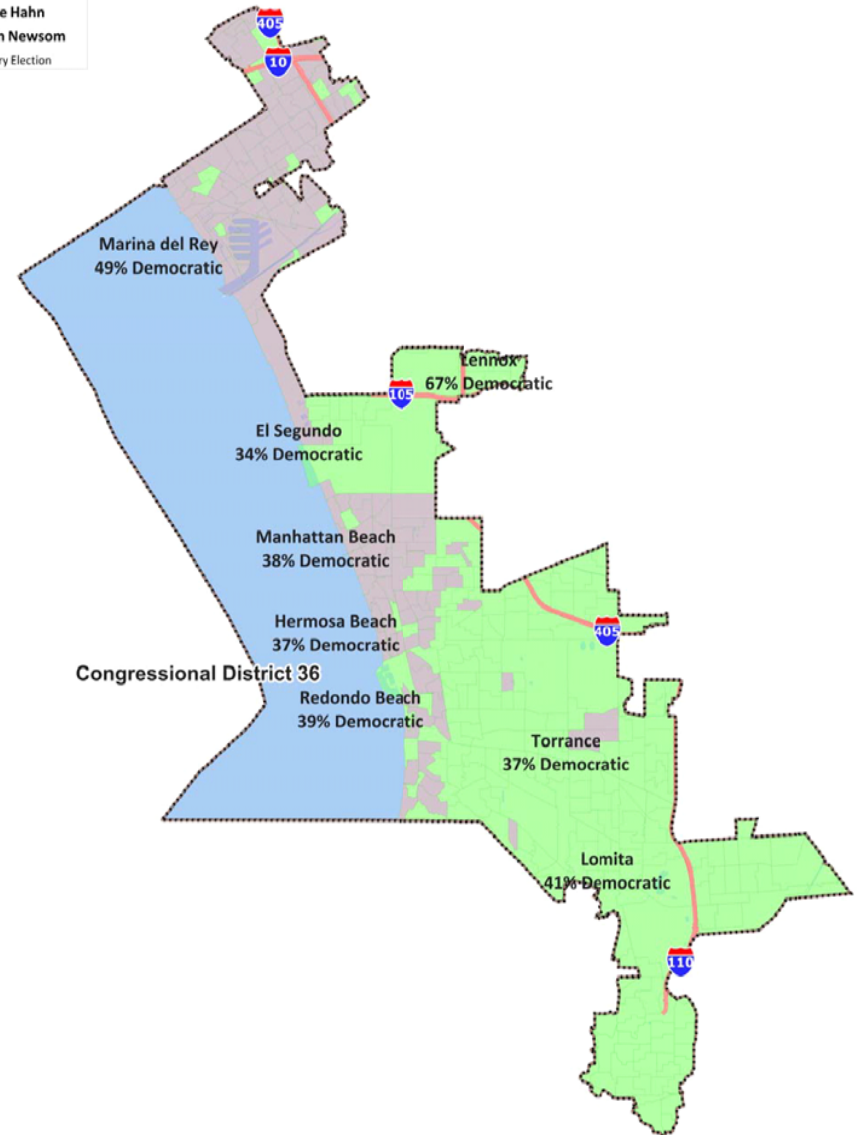 e Hahn
Newsom
ry Election
405
10
Marina del Rey
49% Democratic
Lennox
67% Democratic
105
El Segundo
34% Democratic
Manhattan Beach
38% Democratic
Hermosa Beach
37% Democratic
405
Congressional District 36
Redondo Beach
39% Democratic
Torrance
37% Democratic
Lomita
41% Democratic
110